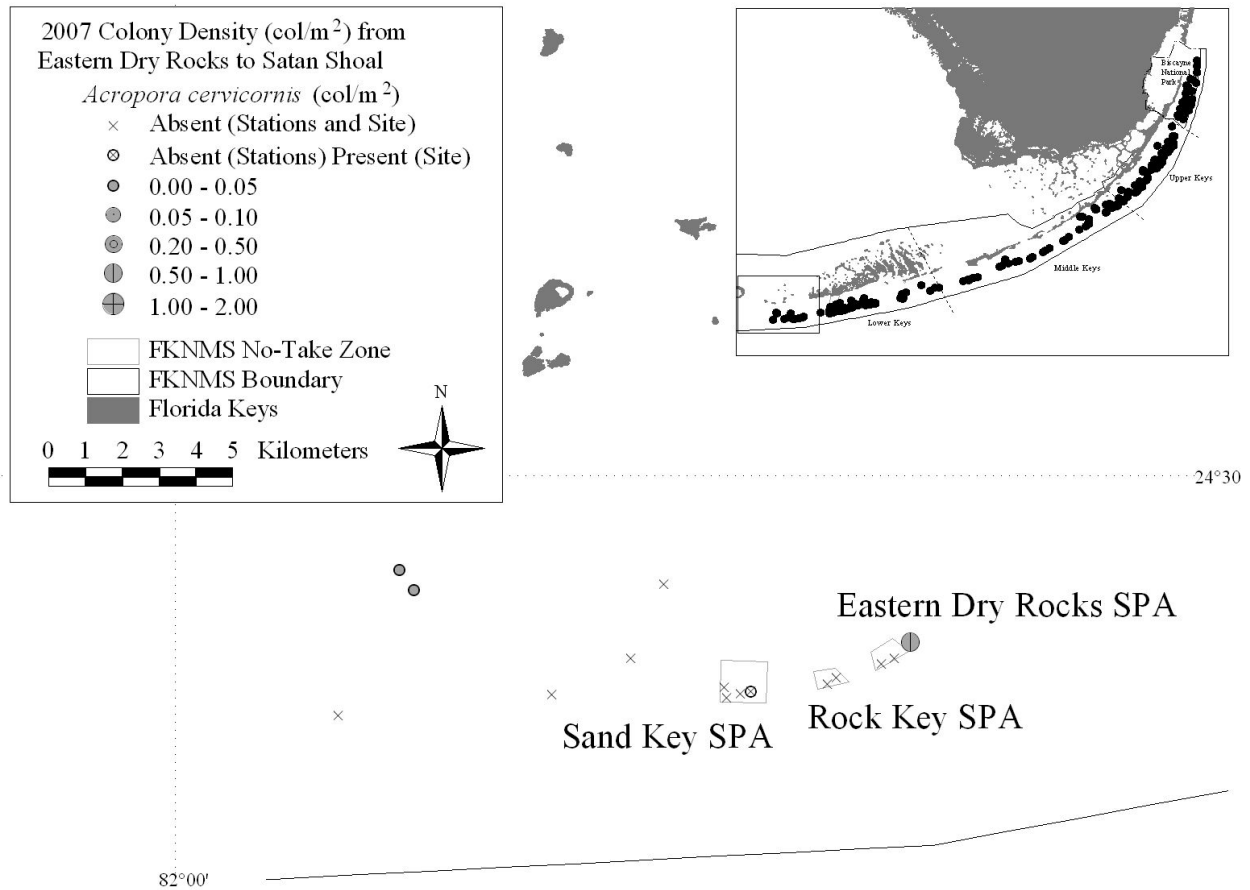 2007 Colony Density (col/m²) from
Eastern Dry Rocks to Satan Shoal
Acropora cervicornis (col/m²)
Absent (Stations and Site)
Absent (Stations) Present (Site)
0.00 - 0.05
0.05 - 0.10
0.20 - 0.50
0.50 - 1.00
1.00 - 2.00
FKNMS No-Take Zone
FKNMS Boundary
Florida Keys
N
0 1 2 3 4 5 Kilometers
Biscayne
National
Park
Upper Keys
Middle Keys
Lower Keys
24°30
Eastern Dry Rocks SPA
Rock Key SPA
Sand Key SPA
82°00'